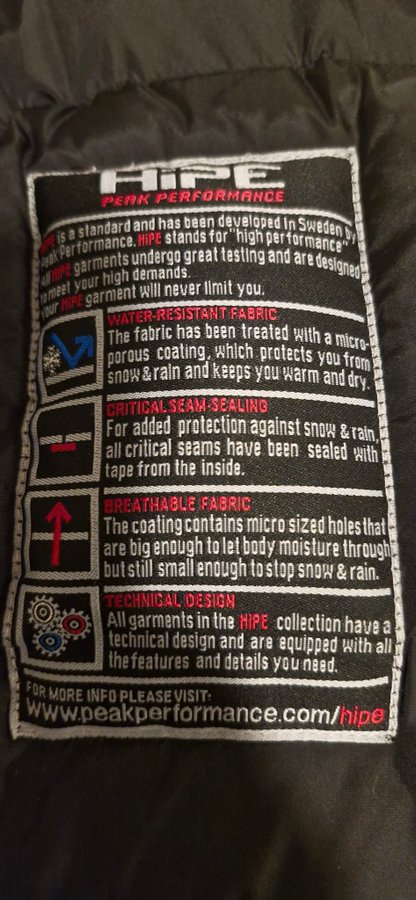 HiPE
PEAK PERFORMANCE
HiPE is a standard and has been developed in Sweden by
Peak Performance. HiPE stands for "high performance"
All HiPE garments undergo great testing and are designed
to meet your high demands.
Your HiPE garment will never limit you.
WATER-RESISTANT FABRIC
The fabric has been treated with a micro-
porous coating, which protects you from
snow & rain and keeps you warm and dry.
CRITICAL SEAM-SEALING
For added protection against snow & rain,
all critical seams have been sealed with
tape from the inside.
BREATHABLE FABRIC
The coating contains micro sized holes that
are big enough to let body moisture through
but still small enough to stop snow & rain.
TECHNICAL DESIGN
All garments in the HiPE collection have a
technical design and are equipped with all
the features and details you need.
FOR MORE INFO PLEASE VISIT:
www.peakperformance.com/hipe